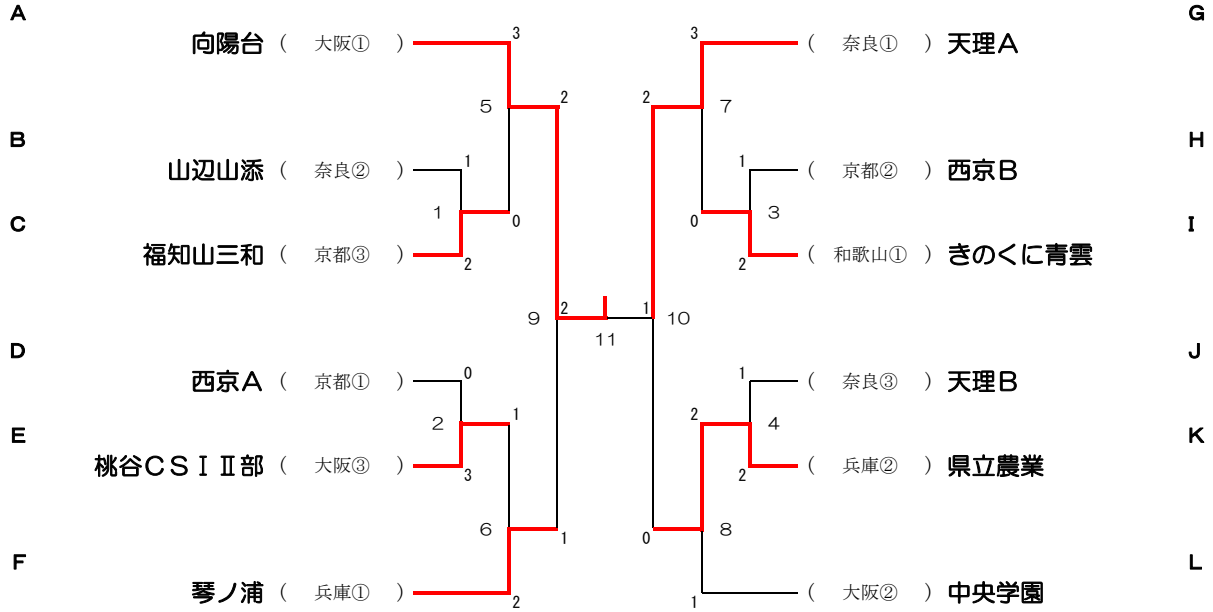 A G
向陽台 ( 大阪① ) 3 3 ( 奈良① ) 天理A
5 2 2 7
B H
山辺山添 ( 奈良② ) 1 1 ( 京都② ) 西京B
C 1 0 0 3 I
福知山三和 ( 京都③ ) 2 2 ( 和歌山① ) きのくに青雲
9 2 1 10
11
D J
西京A ( 京都① ) 0 1 ( 奈良③ ) 天理B
E 2 1 2 4 K
桃谷CSⅠⅡ部 ( 大阪③ ) 3 2 ( 兵庫② ) 県立農業
6 1 0 8
F L
琴ノ浦 ( 兵庫① ) 2 1 ( 大阪② ) 中央学園